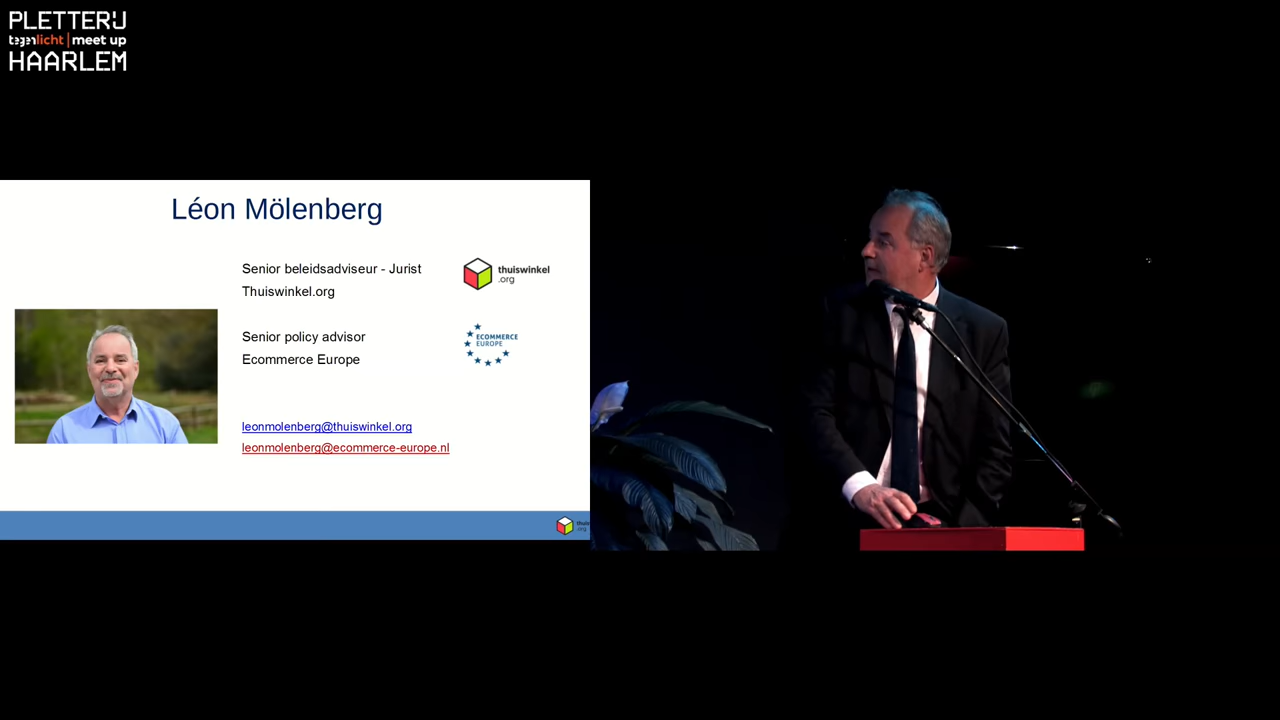 PLETTERIJ
tegenlicht | meet up
HAARLEM
Léon Mölenberg
Senior beleidsadviseur - Jurist
Thuiswinkel.org
thuiswinkel
.org
Senior policy advisor
Ecommerce Europe
ECOMMERCE
EUROPE
leonmolenberg@thuiswinkel.org
leonmolenberg@ecommerce-europe.nl